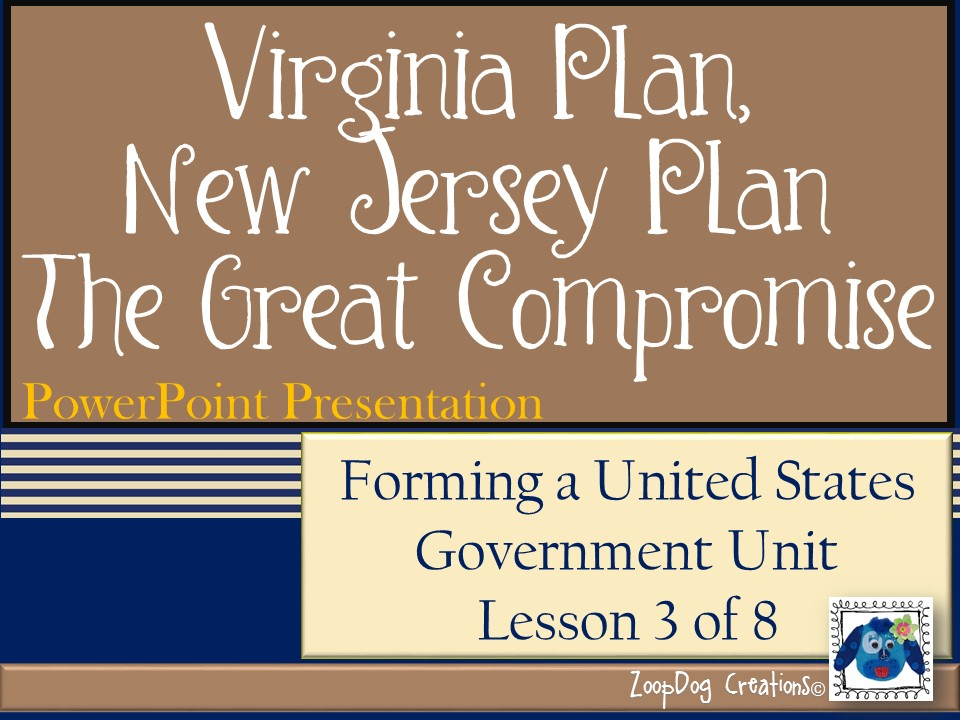 Virginia Plan,
New Jersey Plan
The Great Compromise
PowerPoint Presentation
Forming a United States
Government Unit
Lesson 3 of 8
ZoopDog Creations©